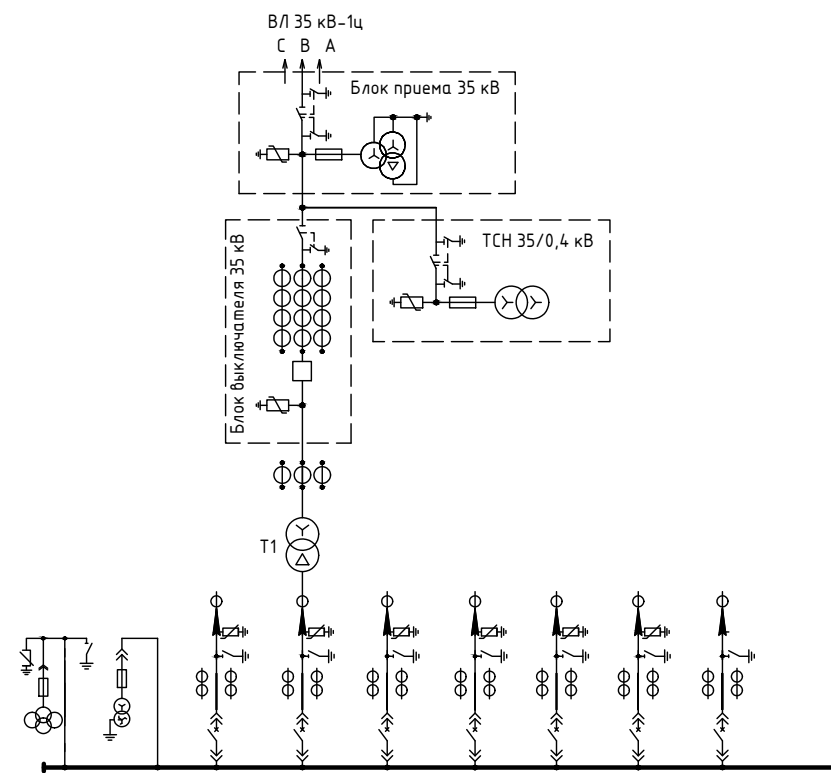 ВЛ 35 кВ-1ц
С В А
Блок приема 35 кВ
Блок выключателя 35 кВ
ТСН 35/0,4 кВ
Т1